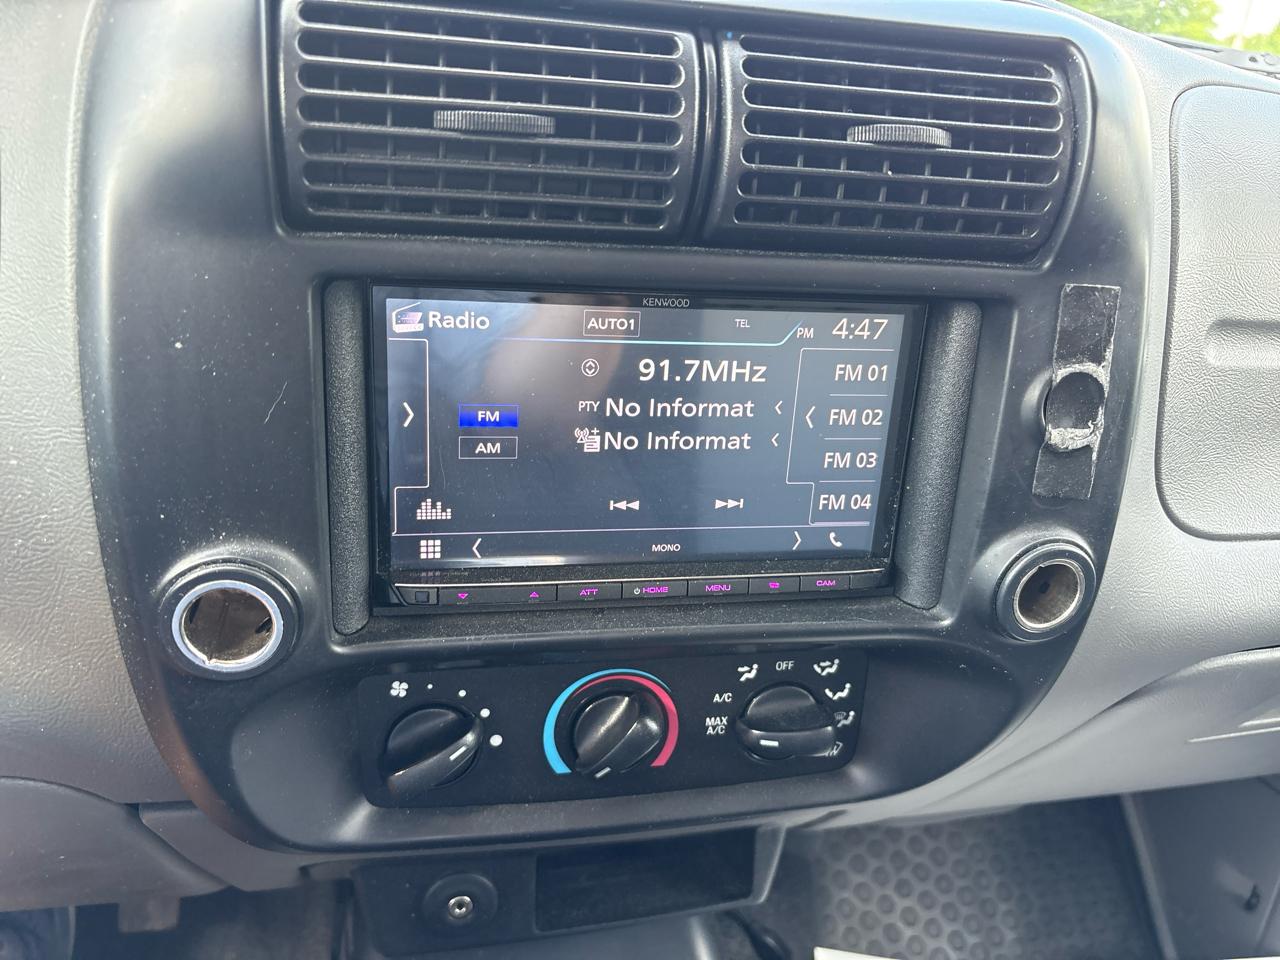 KENWOOD
Radio AUTO1 TEL PM 4:47
91.7MHz FM 01
FM PTY No Informat FM 02
AM No Informat FM 03
FM 04
MONO
ATT HOME MENU CAM
OFF
A/C
MAX
A/C